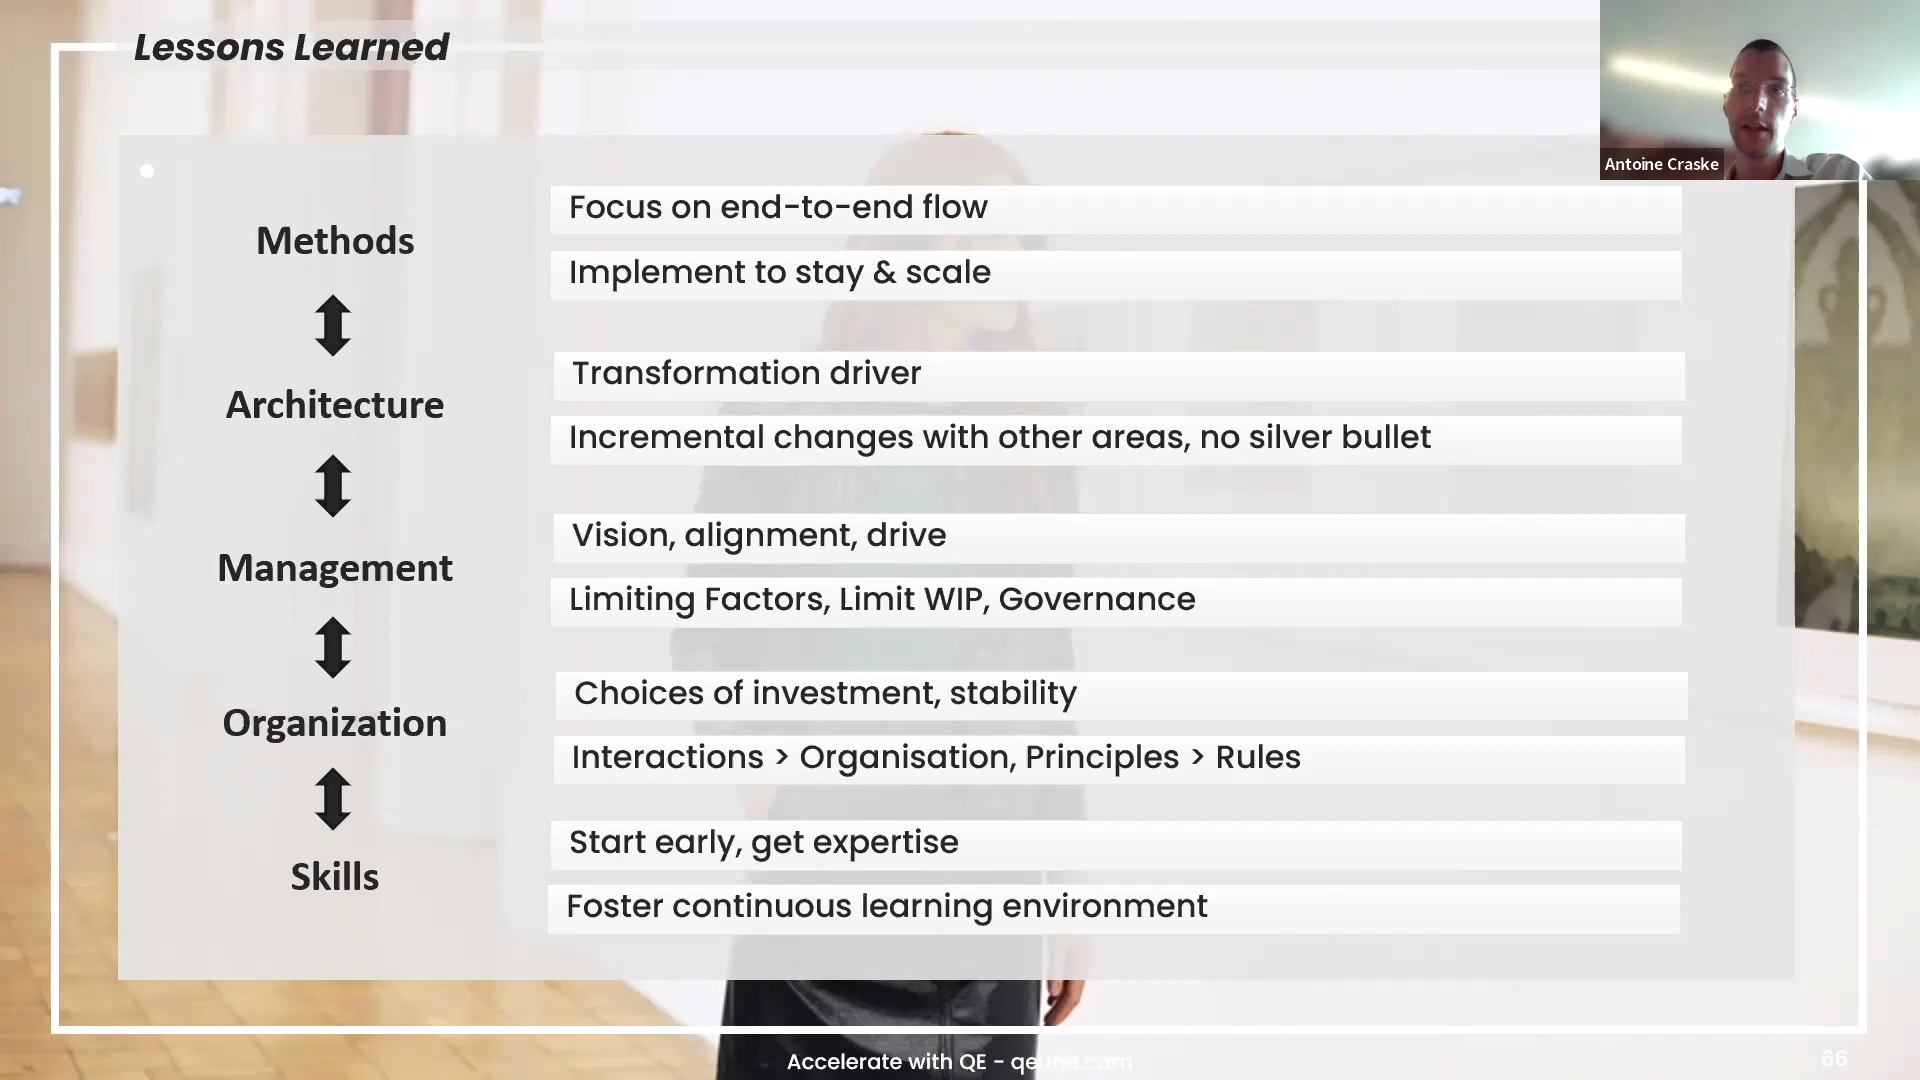 Lessons Learned
Antoine Craske
Methods
Focus on end-to-end flow
Implement to stay & scale
Architecture
Transformation driver
Incremental changes with other areas, no silver bullet
Management
Vision, alignment, drive
Limiting Factors, Limit WIP, Governance
Organization
Choices of investment, stability
Interactions > Organisation, Principles > Rules
Skills
Start early, get expertise
Foster continuous learning environment
Accelerate with QE - qeunit.com
66